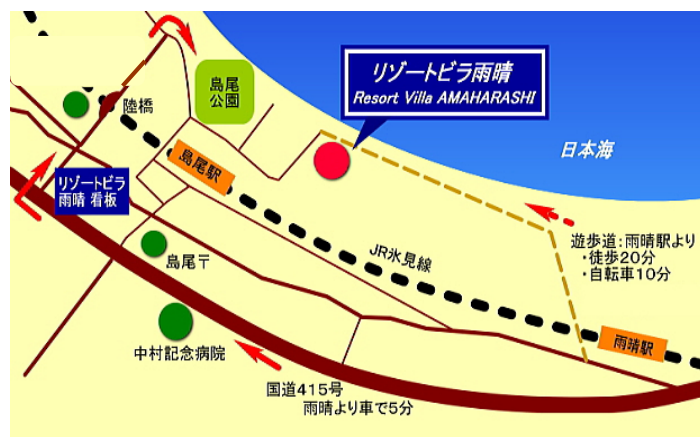 リゾートビラ雨晴
Resort Villa AMAHARASHI
島尾
公園
陸橋
日本海
島尾駅
リゾートビラ
雨晴 看板
遊歩道:雨晴駅より
・徒歩20分
・自転車10分
島尾〒
JR氷見線
雨晴駅
中村記念病院
国道415号
雨晴より車で5分